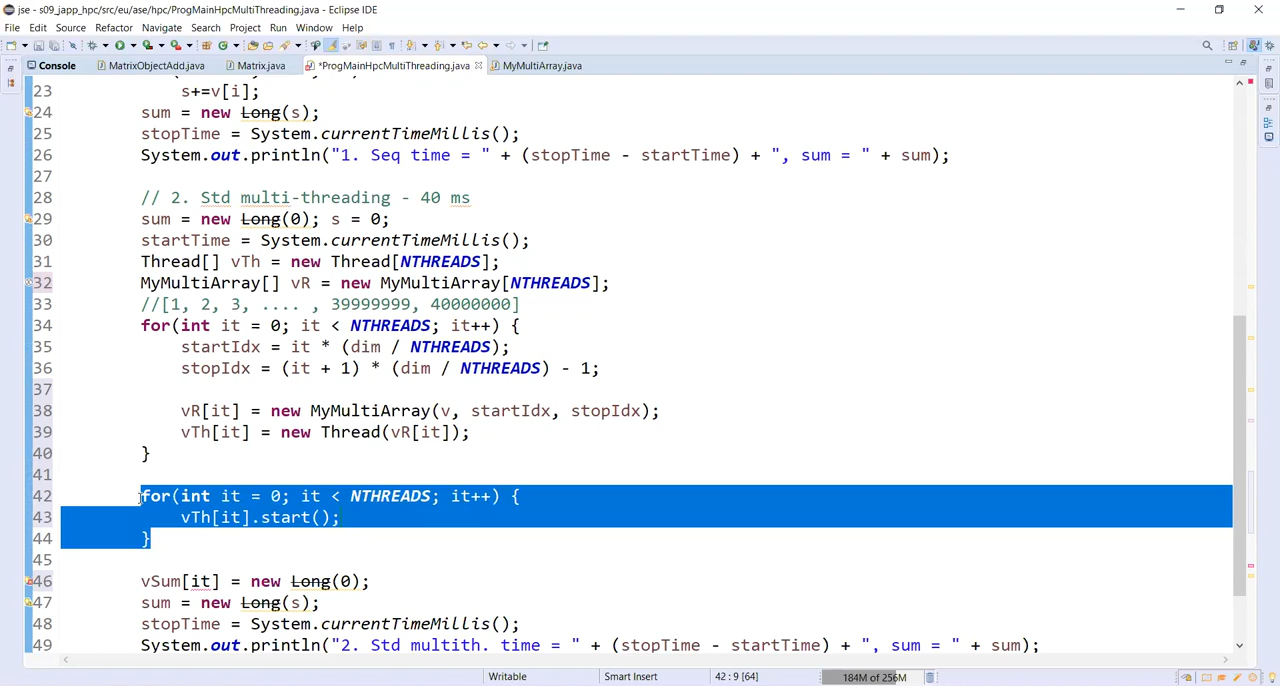 jse - s09_japp_hpc/src/eu/ase/hpc/ProgMainHpcMultiThreading.java - Eclipse IDE
File Edit Source Refactor Navigate Search Project Run Window Help
Console MatrixObjectAdd.java Matrix.java *ProgMainHpcMultiThreading.java MyMultiArray.java
23 s+=v[i];
24 sum = new Long(s);
25 stopTime = System.currentTimeMillis();
26 System.out.println("1. Seq time = " + (stopTime - startTime) + ", sum = " + sum);
27
28 // 2. Std multi-threading - 40 ms
29 sum = new Long(0); s = 0;
30 startTime = System.currentTimeMillis();
31 Thread[] vTh = new Thread[NTHREADS];
32 MyMultiArray[] vR = new MyMultiArray[NTHREADS];
33 //[1, 2, 3, .... , 39999999, 40000000]
34 for(int it = 0; it < NTHREADS; it++) {
35 startIdx = it * (dim / NTHREADS);
36 stopIdx = (it + 1) * (dim / NTHREADS) - 1;
37
38 vR[it] = new MyMultiArray(v, startIdx, stopIdx);
39 vTh[it] = new Thread(vR[it]);
40 }
41
42 for(int it = 0; it < NTHREADS; it++) {
43 vTh[it].start();
44 }
45
46 vSum[it] = new Long(0);
47 sum = new Long(s);
48 stopTime = System.currentTimeMillis();
49 System.out.println("2. Std multith. time = " + (stopTime - startTime) + ", sum = " + sum);
Writable Smart Insert 42 : 9 [64] 184M of 256M